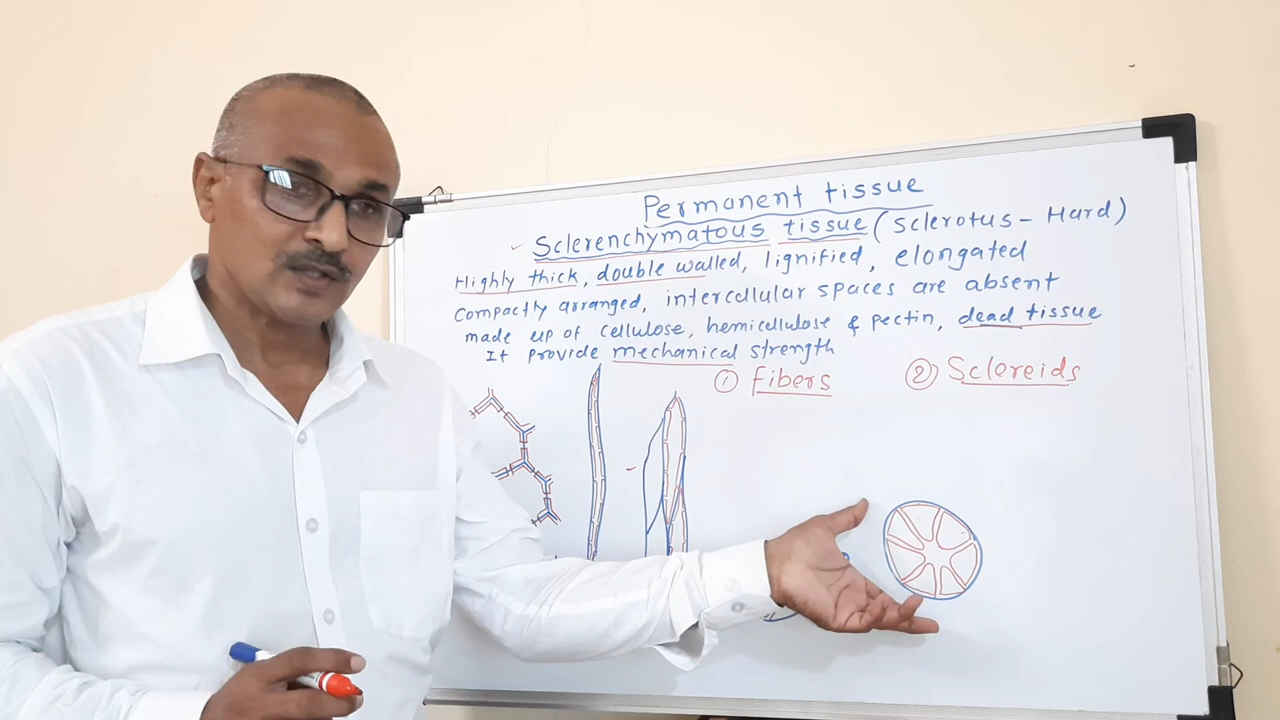 Permanent tissue
Sclerenchymatous tissue (Sclerotus - Hard)
Highly thick, double walled, lignified, elongated
Compactly arranged, intercellular spaces are absent
made up of cellulose, hemicellulose & pectin, dead tissue
It provide mechanical strength
① Fibers ② Sclereids